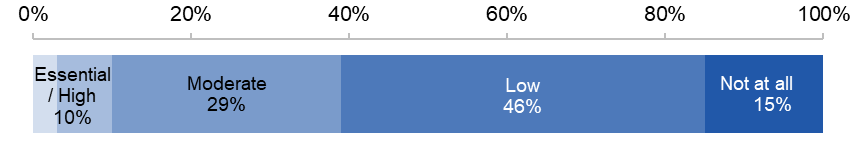 0% 20% 40% 60% 80% 100%
Essential
/ High
10%
Moderate
29%
Low
46%
Not at all
15%